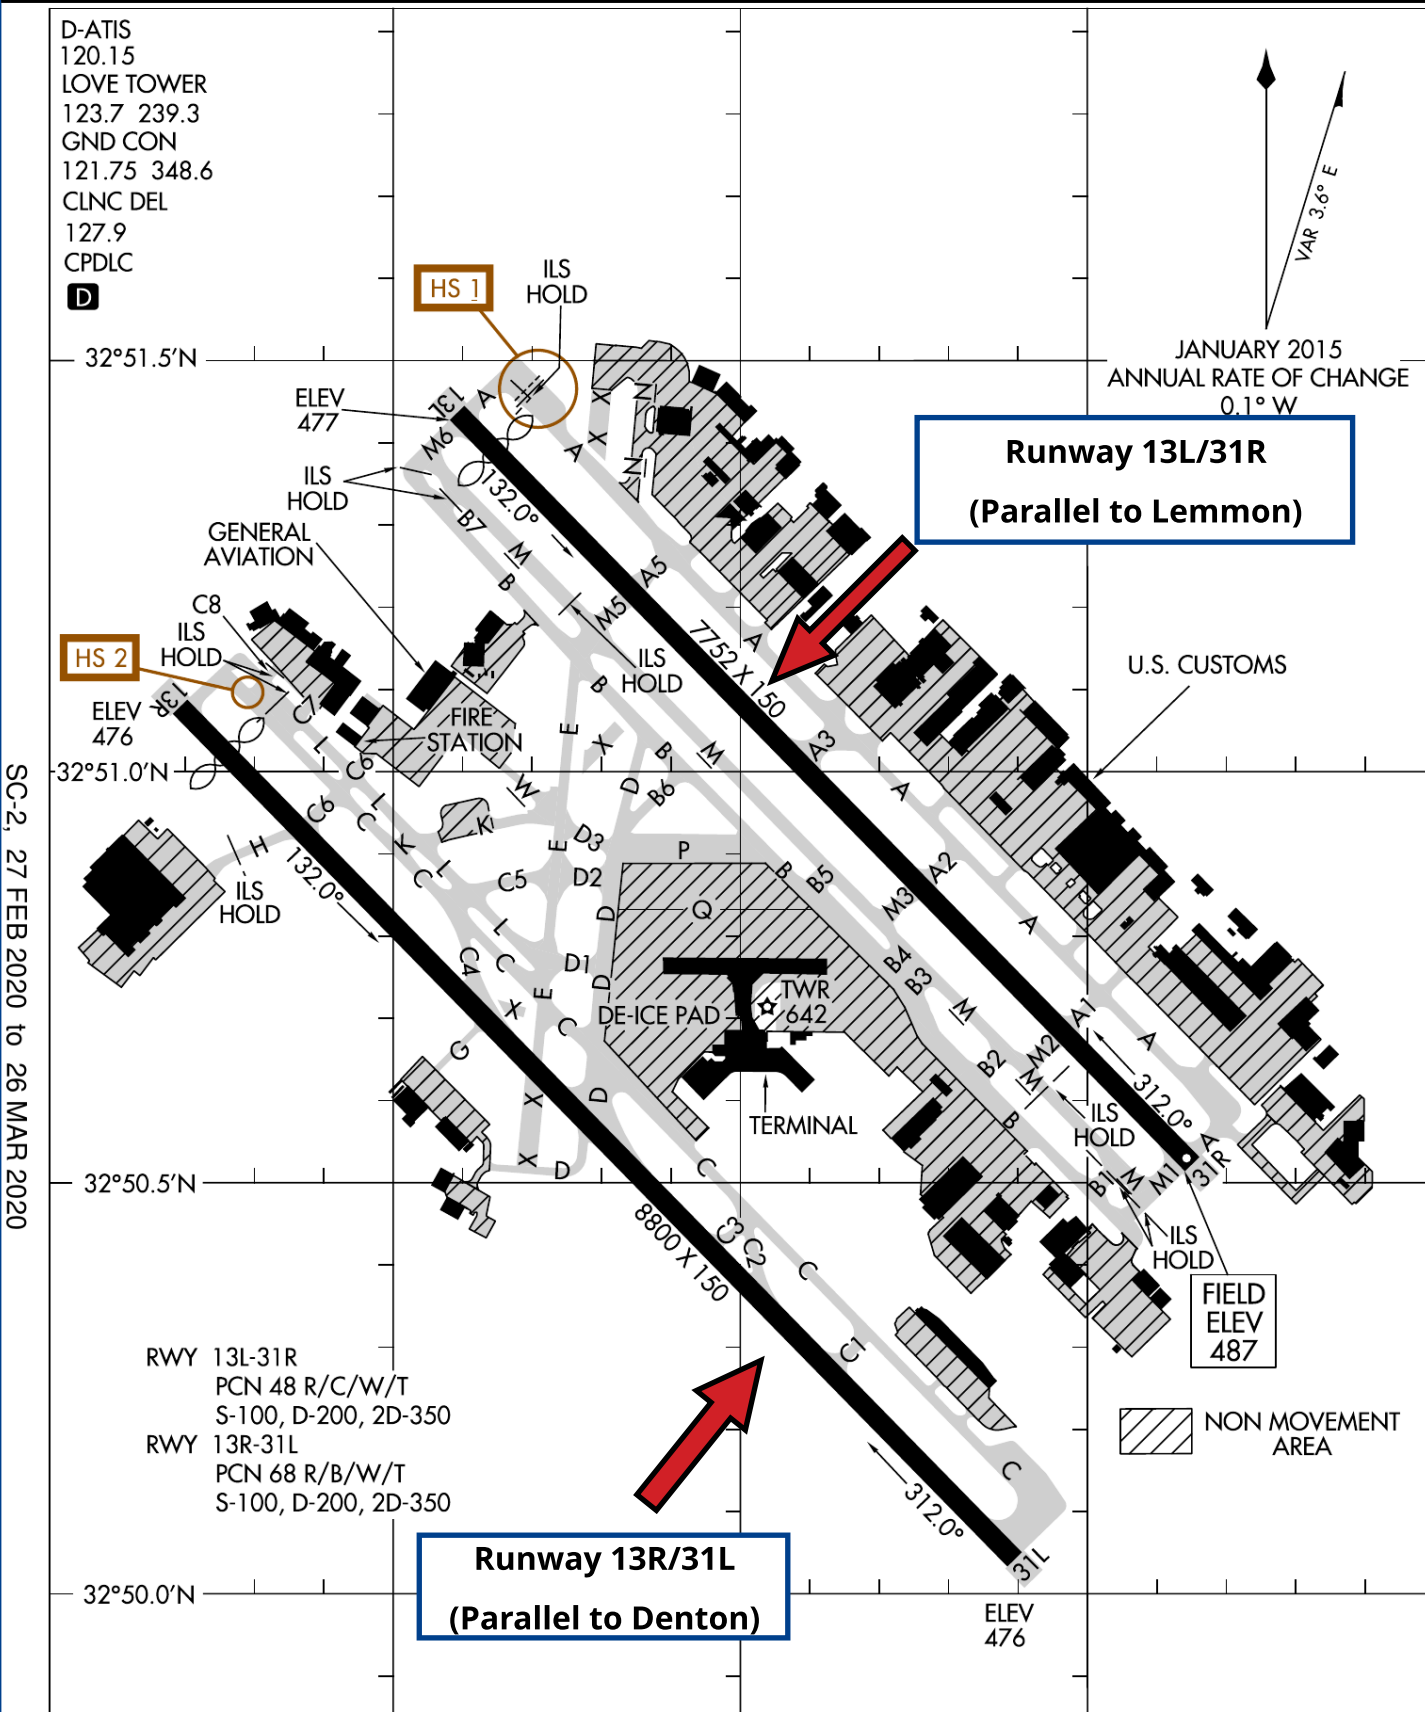 D-ATIS
120.15
LOVE TOWER
123.7 239.3
GND CON
121.75 348.6
CLNC DEL
127.9
CPDLC
D
VAR 3.6° E
JANUARY 2015
ANNUAL RATE OF CHANGE
0.1° W
HS 1
ILS
HOLD
32°51.5'N
ELEV
477
13L
A
M6
X
N
X
N
A
Runway 13L/31R
(Parallel to Lemmon)
ILS
HOLD
132.0°
B7
GENERAL
AVIATION
M
B
A5
M5
C8
ILS
HOLD
HS 2
7752 X 150
A
ILS
HOLD
U.S. CUSTOMS
13R
ELEV
476
C7
B
FIRE
STATION
E
X
B
M
A3
L
C6
32°51.0'N
W
D
B6
A
C6
L
C
K
D3
H
132.0°
K
E
P
L
C
C5
D2
B
B5
A2
ILS
HOLD
D
Q
M3
A
L
C4
C
D1
B4
B3
X
E
D
DE-ICE PAD
TWR
642
M
A1
C
G
M2
A
B2
M
312.0°
X
D
TERMINAL
B
ILS
HOLD
X
D
C
A
31R
M1
M
B1
32°50.5'N
8800 X 150
C3
C2
C
ILS
HOLD
FIELD
ELEV
487
C1
RWY 13L-31R
PCN 48 R/C/W/T
S-100, D-200, 2D-350
RWY 13R-31L
PCN 68 R/B/W/T
S-100, D-200, 2D-350
NON MOVEMENT
AREA
C
312.0°
Runway 13R/31L
(Parallel to Denton)
31L
32°50.0'N
ELEV
476
SC-2, 27 FEB 2020 to 26 MAR 2020